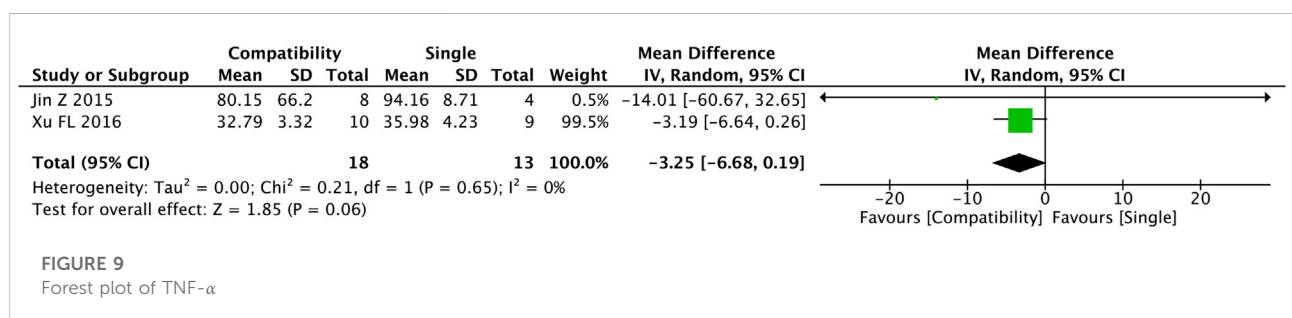 Compatibility Single Mean Difference Mean Difference
Study or Subgroup Mean SD Total Mean SD Total Weight IV, Random, 95% CI IV, Random, 95% CI
Jin Z 2015 80.15 66.2 8 94.16 8.71 4 0.5% −14.01 [−60.67, 32.65]
Xu FL 2016 32.79 3.32 10 35.98 4.23 9 99.5% −3.19 [−6.64, 0.26]
Total (95% CI) 18 13 100.0% −3.25 [−6.68, 0.19]
Heterogeneity: Tau² = 0.00; Chi² = 0.21, df = 1 (P = 0.65); I² = 0%
Test for overall effect: Z = 1.85 (P = 0.06)
−20 −10 0 10 20
Favours [Compatibility] Favours [Single]
FIGURE 9
Forest plot of TNF-α